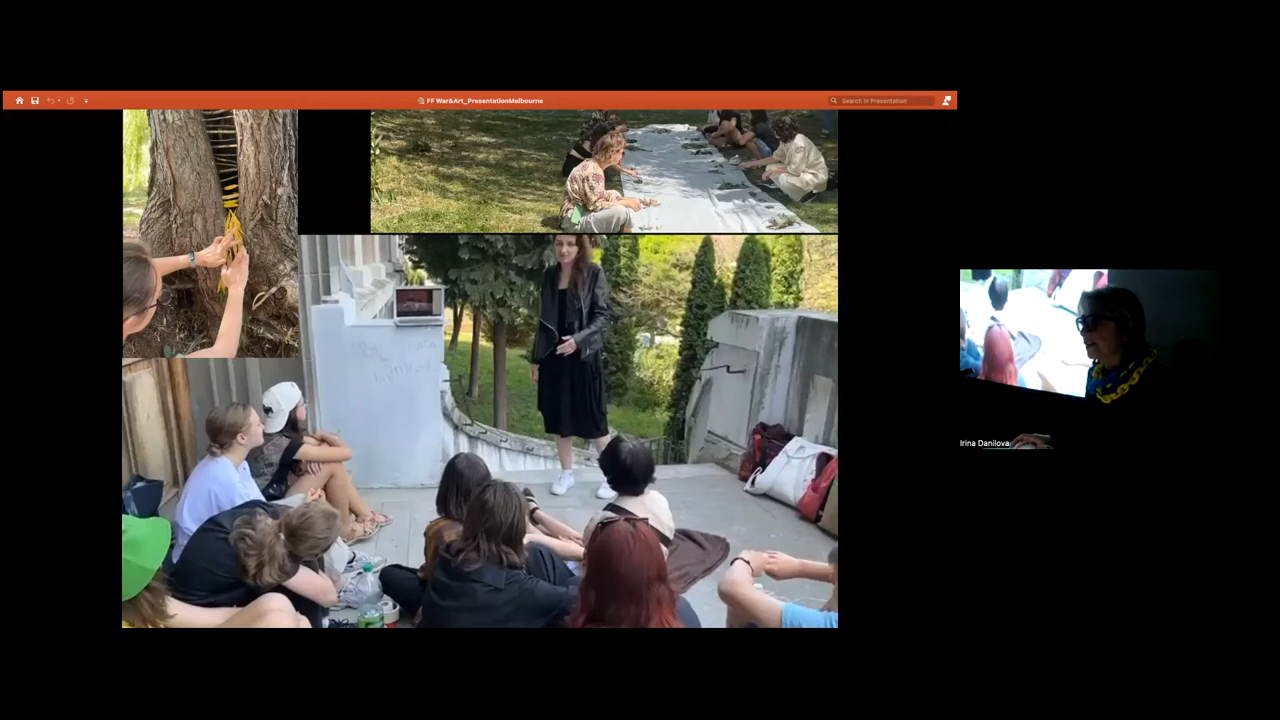 FF War&Art_PresentationMelbourne
Search in Presentation
Irina Danilova